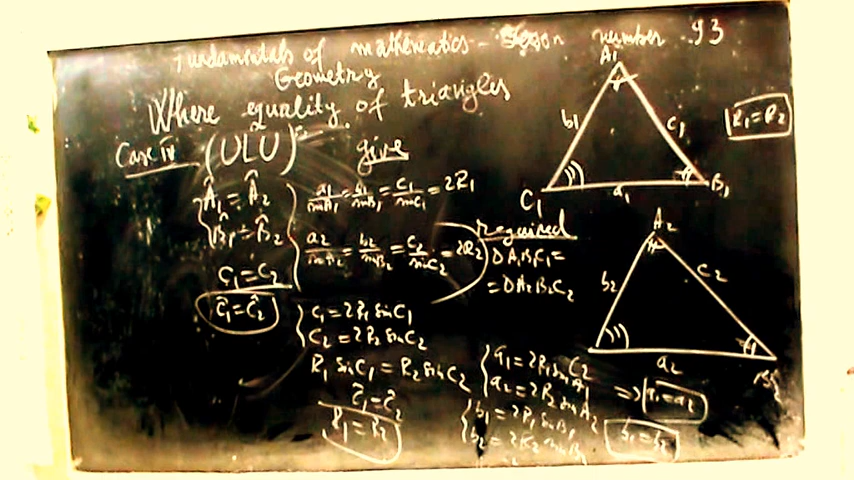 Fundamentals of mathematics - number 93
Geometry
Where equality of triangles
Case IV (ULU) give
Â₁ = Â₂
B̂₁ = B̂₂
C₁ = C₂
Ĉ₁ = Ĉ₂
a₁/sinA₁ = b₁/sinB₁ = c₁/sinC₁ = 2R₁
a₂/sinA₂ = b₂/sinB₂ = c₂/sinC₂ = 2R₂
required
Δ A₁B₁C₁ =
= Δ A₂B₂C₂
C₁ = 2R₁ sinC₁
C₂ = 2R₂ sinC₂
R₁ sinC₁ = R₂ sinC₂
Ĉ₁ = Ĉ₂
R₁ = R₂
a₁ = 2R₁ sinA₁
a₂ = 2R₂ sinA₂
=> a₁ = a₂
b₁ = 2R₁ sinB₁
b₂ = 2R₂ sinB₂
b₁ = b₂
A₁
b₁ c₁
C₁ a₁ B₁
R₁ = R₂
A₂
b₂ c₂
C₂ a₂ B₂